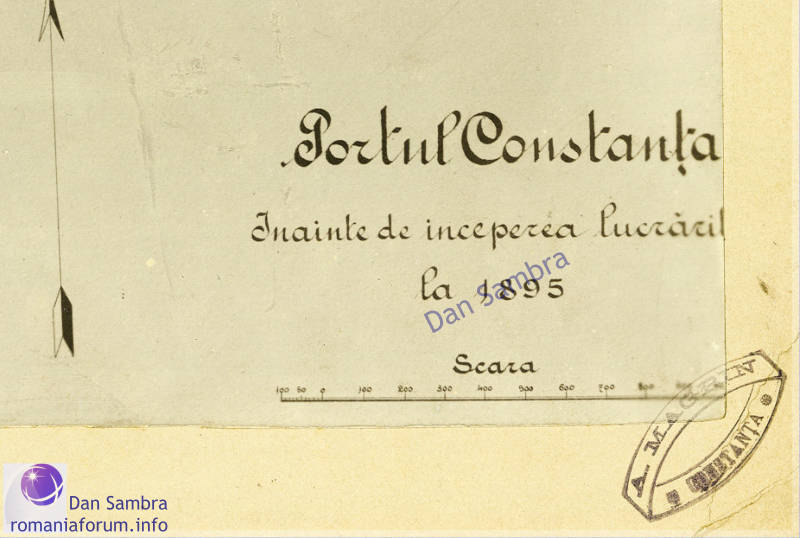 Portul Constanța
Inainte de inceperea lucrăril
la 1895
Dan Sambra
Scara
100 50 0 100 200 300 400 500 600 700 800
A. MAGRIN
CONSTANȚA
Dan Sambra
romaniaforum.info